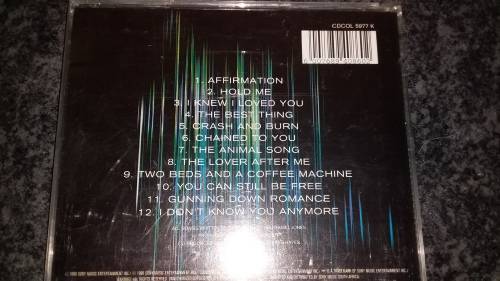 CDCOL 5977 K
1. AFFIRMATION
2. HOLD ME
3. I KNEW I LOVED YOU
4. THE BEST THING
5. CRASH AND BURN
6. CHAINED TO YOU
7. THE ANIMAL SONG
8. THE LOVER AFTER ME
9. TWO BEDS AND A COFFEE MACHINE
10. YOU CAN STILL BE FREE
11. GUNNING DOWN ROMANCE
12. I DON'T KNOW YOU ANYMORE